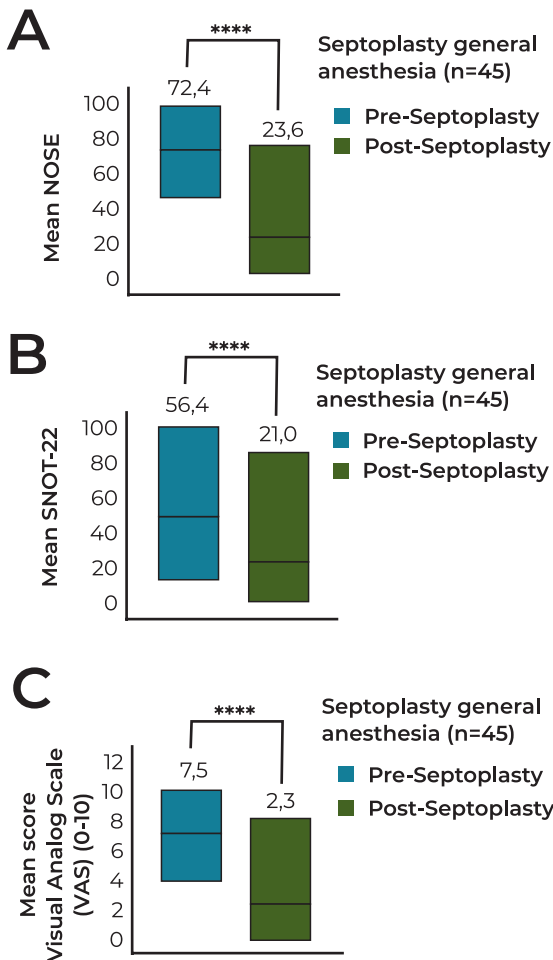 A
****
Septoplasty general
anesthesia (n=45)
72,4
23,6
Pre-Septoplasty
Post-Septoplasty
Mean NOSE
100
80
60
40
20
0
B
****
Septoplasty general
anesthesia (n=45)
56,4
21,0
Pre-Septoplasty
Post-Septoplasty
Mean SNOT-22
100
80
60
40
20
0
C
****
Septoplasty general
anesthesia (n=45)
7,5
2,3
Pre-Septoplasty
Post-Septoplasty
Mean score
Visual Analog Scale
(VAS) (0-10)
12
10
8
6
4
2
0